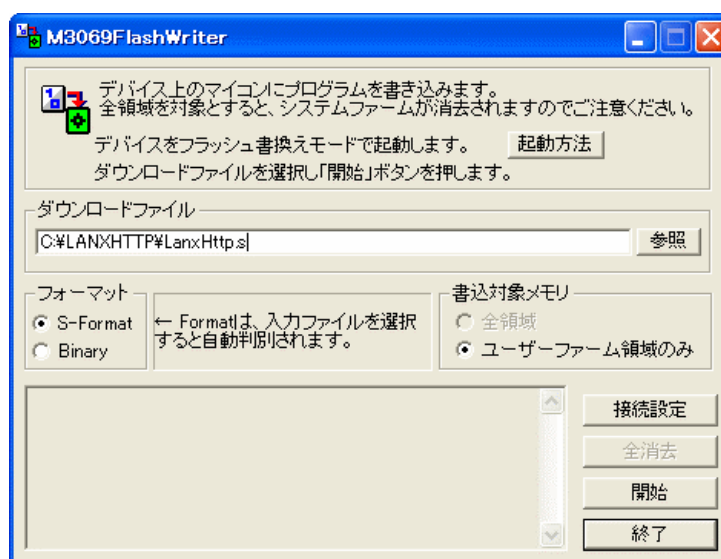 M3069FlashWriter
デバイス上のマイコンにプログラムを書き込みます。
全領域を対象とすると、システムファームが消去されますのでご注意ください。
デバイスをフラッシュ書換えモードで起動します。
起動方法
ダウンロードファイルを選択し「開始」ボタンを押します。
ダウンロードファイル
C:¥LANXHTTP¥LanxHttp.s
参照
フォーマット
S-Format
Binary
← Formatは、入力ファイルを選択
すると自動判別されます。
書込対象メモリ
全領域
ユーザーファーム領域のみ
接続設定
全消去
開始
終了